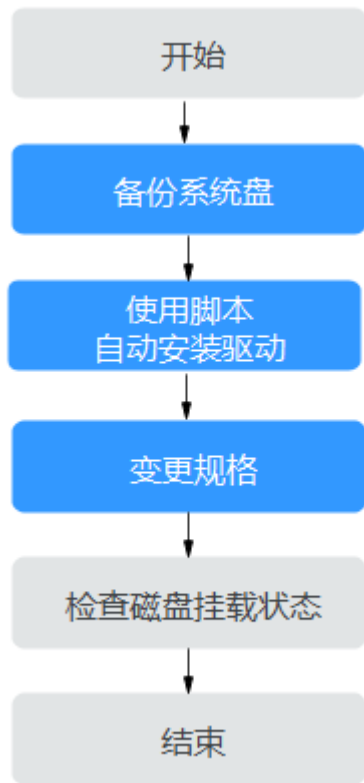 开始
备份系统盘
使用脚本
自动安装驱动
变更规格
检查磁盘挂载状态
结束